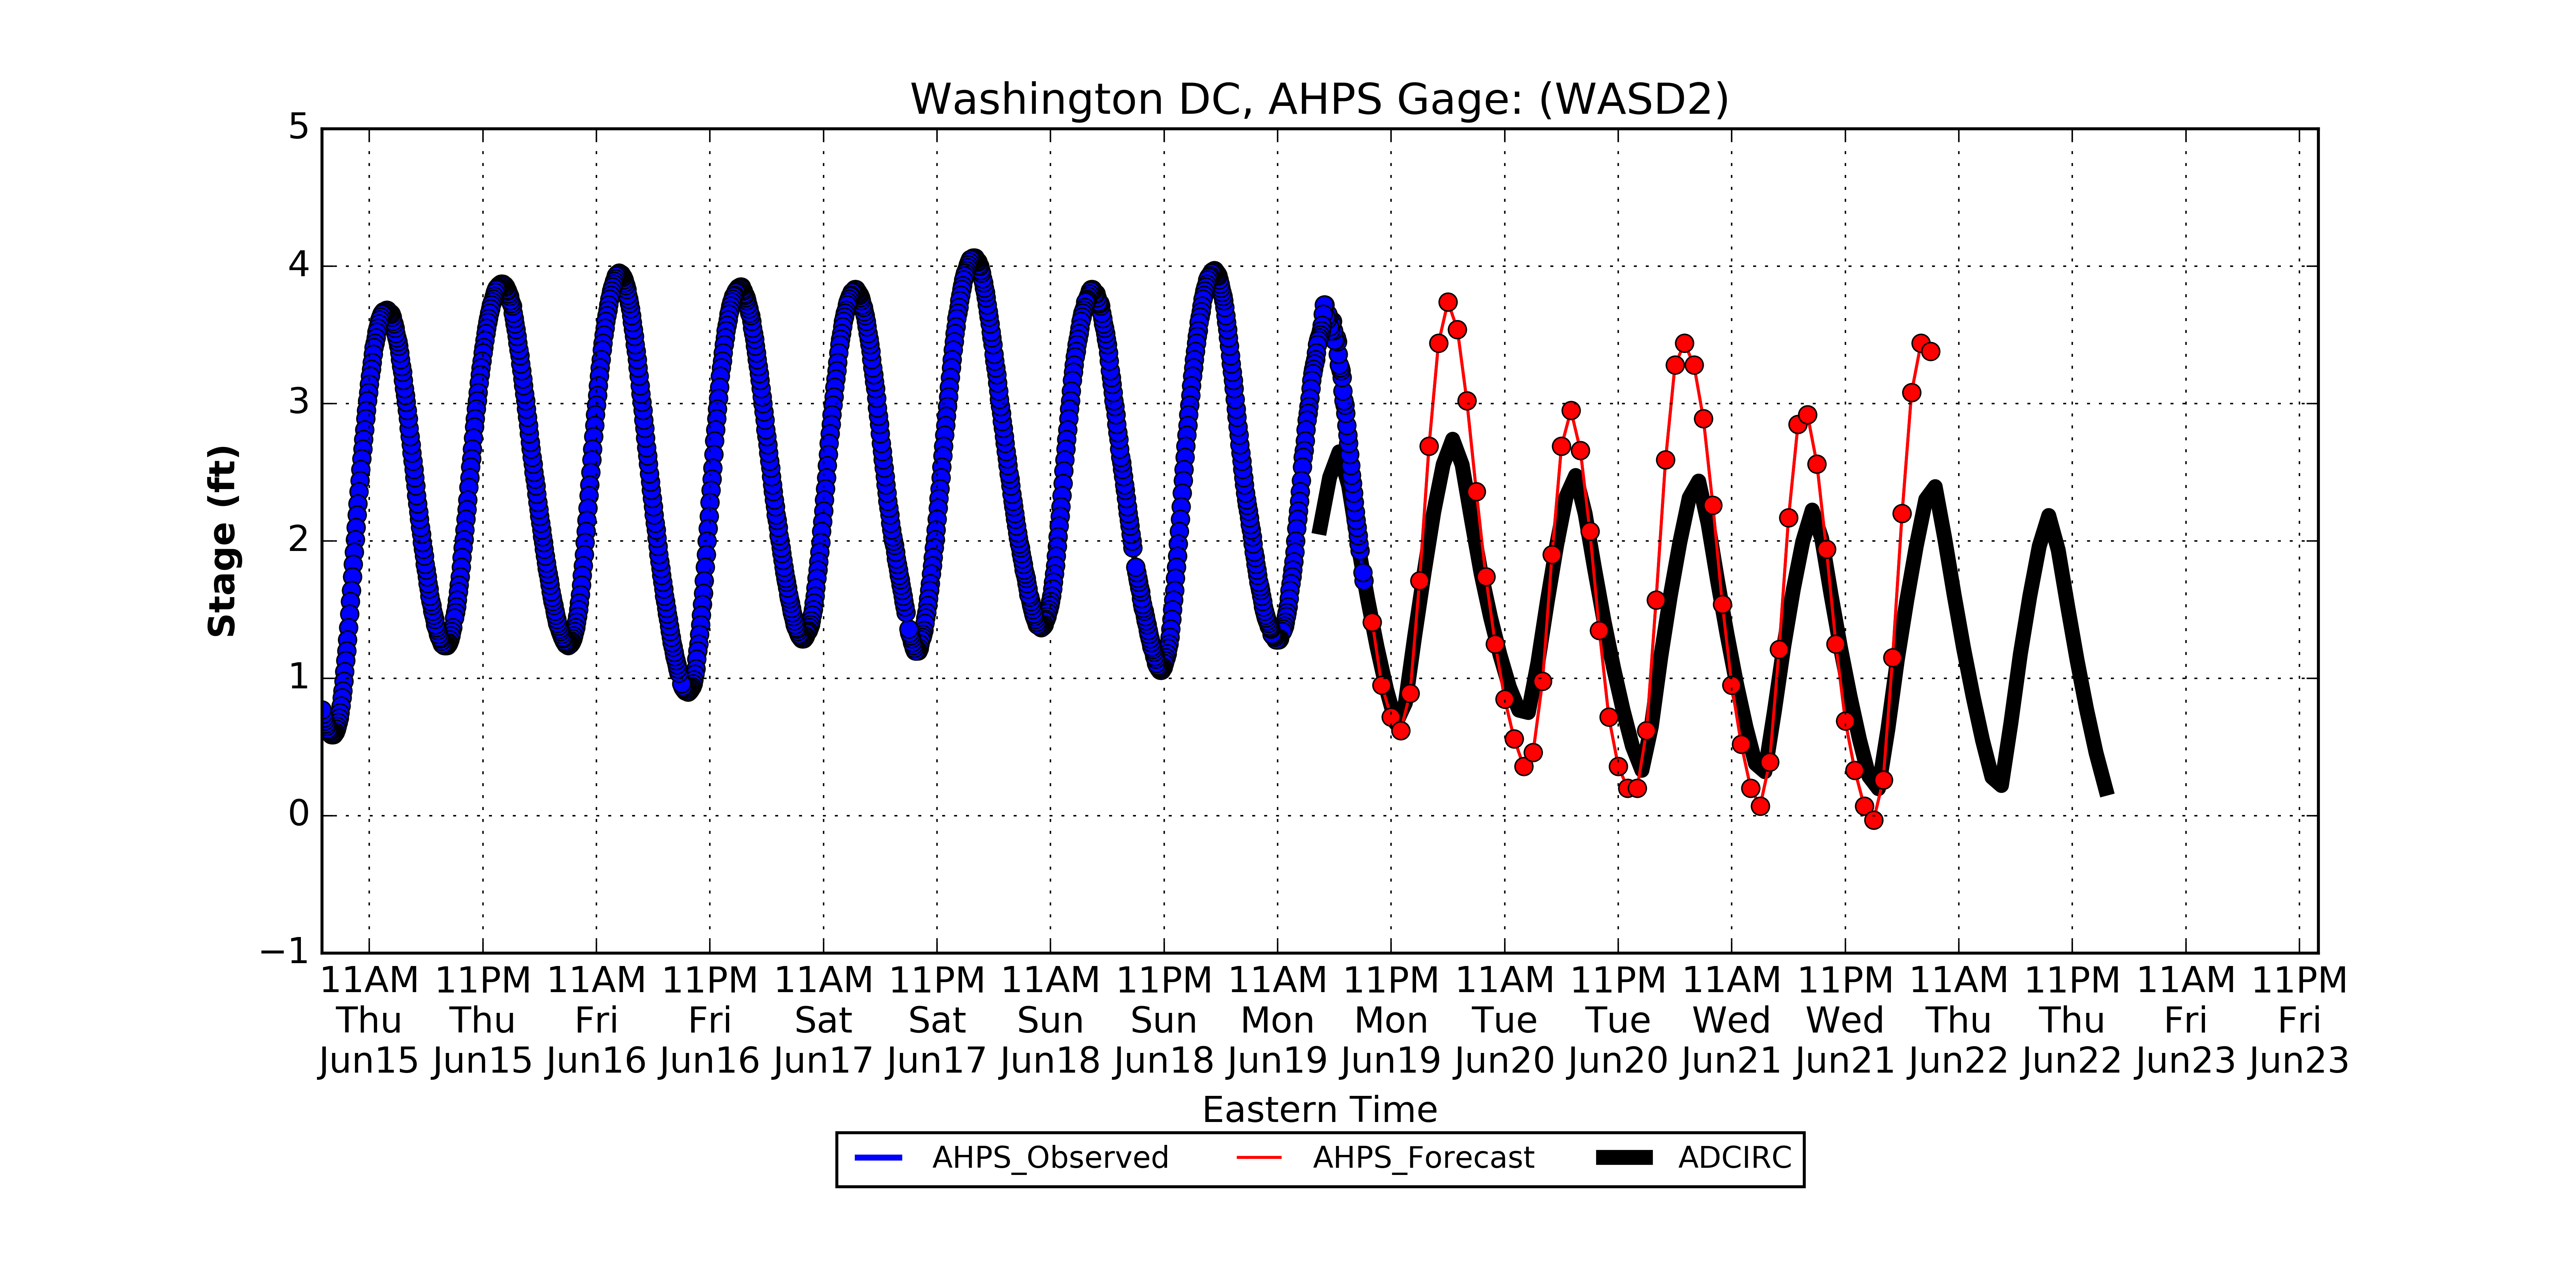 Washington DC, AHPS Gage: (WASD2)
5
4
3
2
1
0
−1
Stage (ft)
11AM 11PM 11AM 11PM 11AM 11PM 11AM 11PM 11AM 11PM 11AM 11PM 11AM 11PM 11AM 11PM 11AM 11PM
Thu Thu Fri Fri Sat Sat Sun Sun Mon Mon Tue Tue Wed Wed Thu Thu Fri Fri
Jun15 Jun15 Jun16 Jun16 Jun17 Jun17 Jun18 Jun18 Jun19 Jun19 Jun20 Jun20 Jun21 Jun21 Jun22 Jun22 Jun23 Jun23
Eastern Time
AHPS_Observed AHPS_Forecast ADCIRC